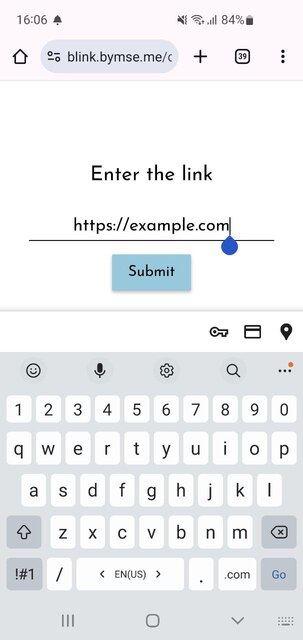 16:06 84%
blink.bymse.me/c 39
Enter the link
https://example.com
Submit
1 2 3 4 5 6 7 8 9 0
q w e r t y u i o p
a s d f g h j k l
z x c v b n m
!#1 / < EN(US) > . .com Go